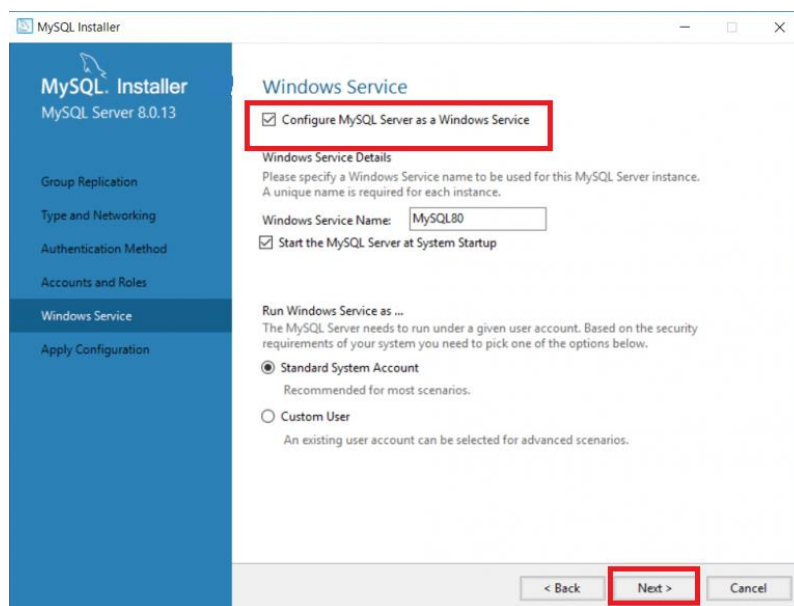 MySQL Installer
MySQL. Installer
MySQL Server 8.0.13
Group Replication
Type and Networking
Authentication Method
Accounts and Roles
Windows Service
Apply Configuration
Windows Service
Configure MySQL Server as a Windows Service
Windows Service Details
Please specify a Windows Service name to be used for this MySQL Server instance.
A unique name is required for each instance.
Windows Service Name: MySQL80
Start the MySQL Server at System Startup
Run Windows Service as ...
The MySQL Server needs to run under a given user account. Based on the security
requirements of your system you need to pick one of the options below.
Standard System Account
Recommended for most scenarios.
Custom User
An existing user account can be selected for advanced scenarios.
< Back Next > Cancel